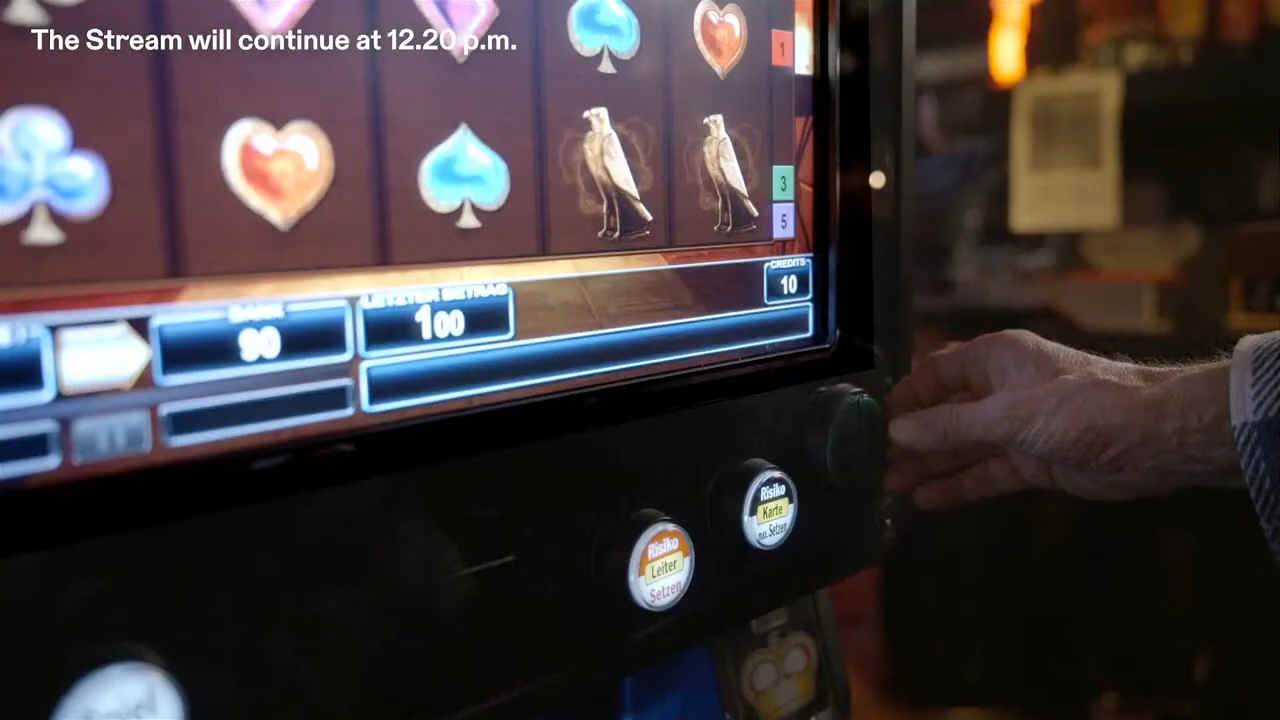 The Stream will continue at 12.20 p.m.
1
3
5
CREDITS
10
BANK
90
LETZTER BETRAG
100
Risiko
Karte
Setzen
Risiko
Leiter
Setzen